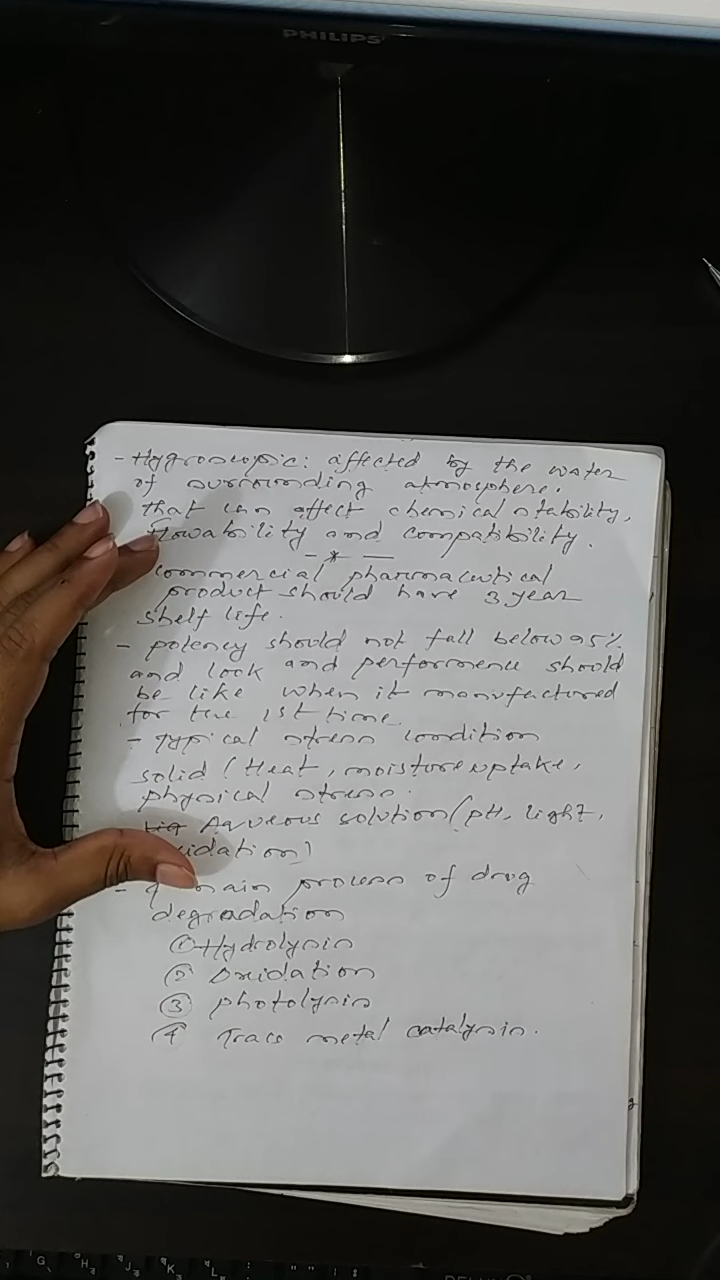 PHILIPS
- Hygroscopic: affected by the water
of surrounding atmosphere.
that can affect chemical stability,
flowability and compatibility.
- * -
commercial pharmaceutical
product should have 3 year
shelf life.
- potency should not fall below 95%
and look and performence should
be like when it manufactured
for the 1st time.
- Typical stress condition
solid (Heat, moisture uptake,
physical stress.
Aqueous solution (pH, light,
oxidation)
- 4 main process of drug
degradation
① Hydrolysis
② Oxidation
③ photolysis
④ Trace metal catalysis.
G H J K L